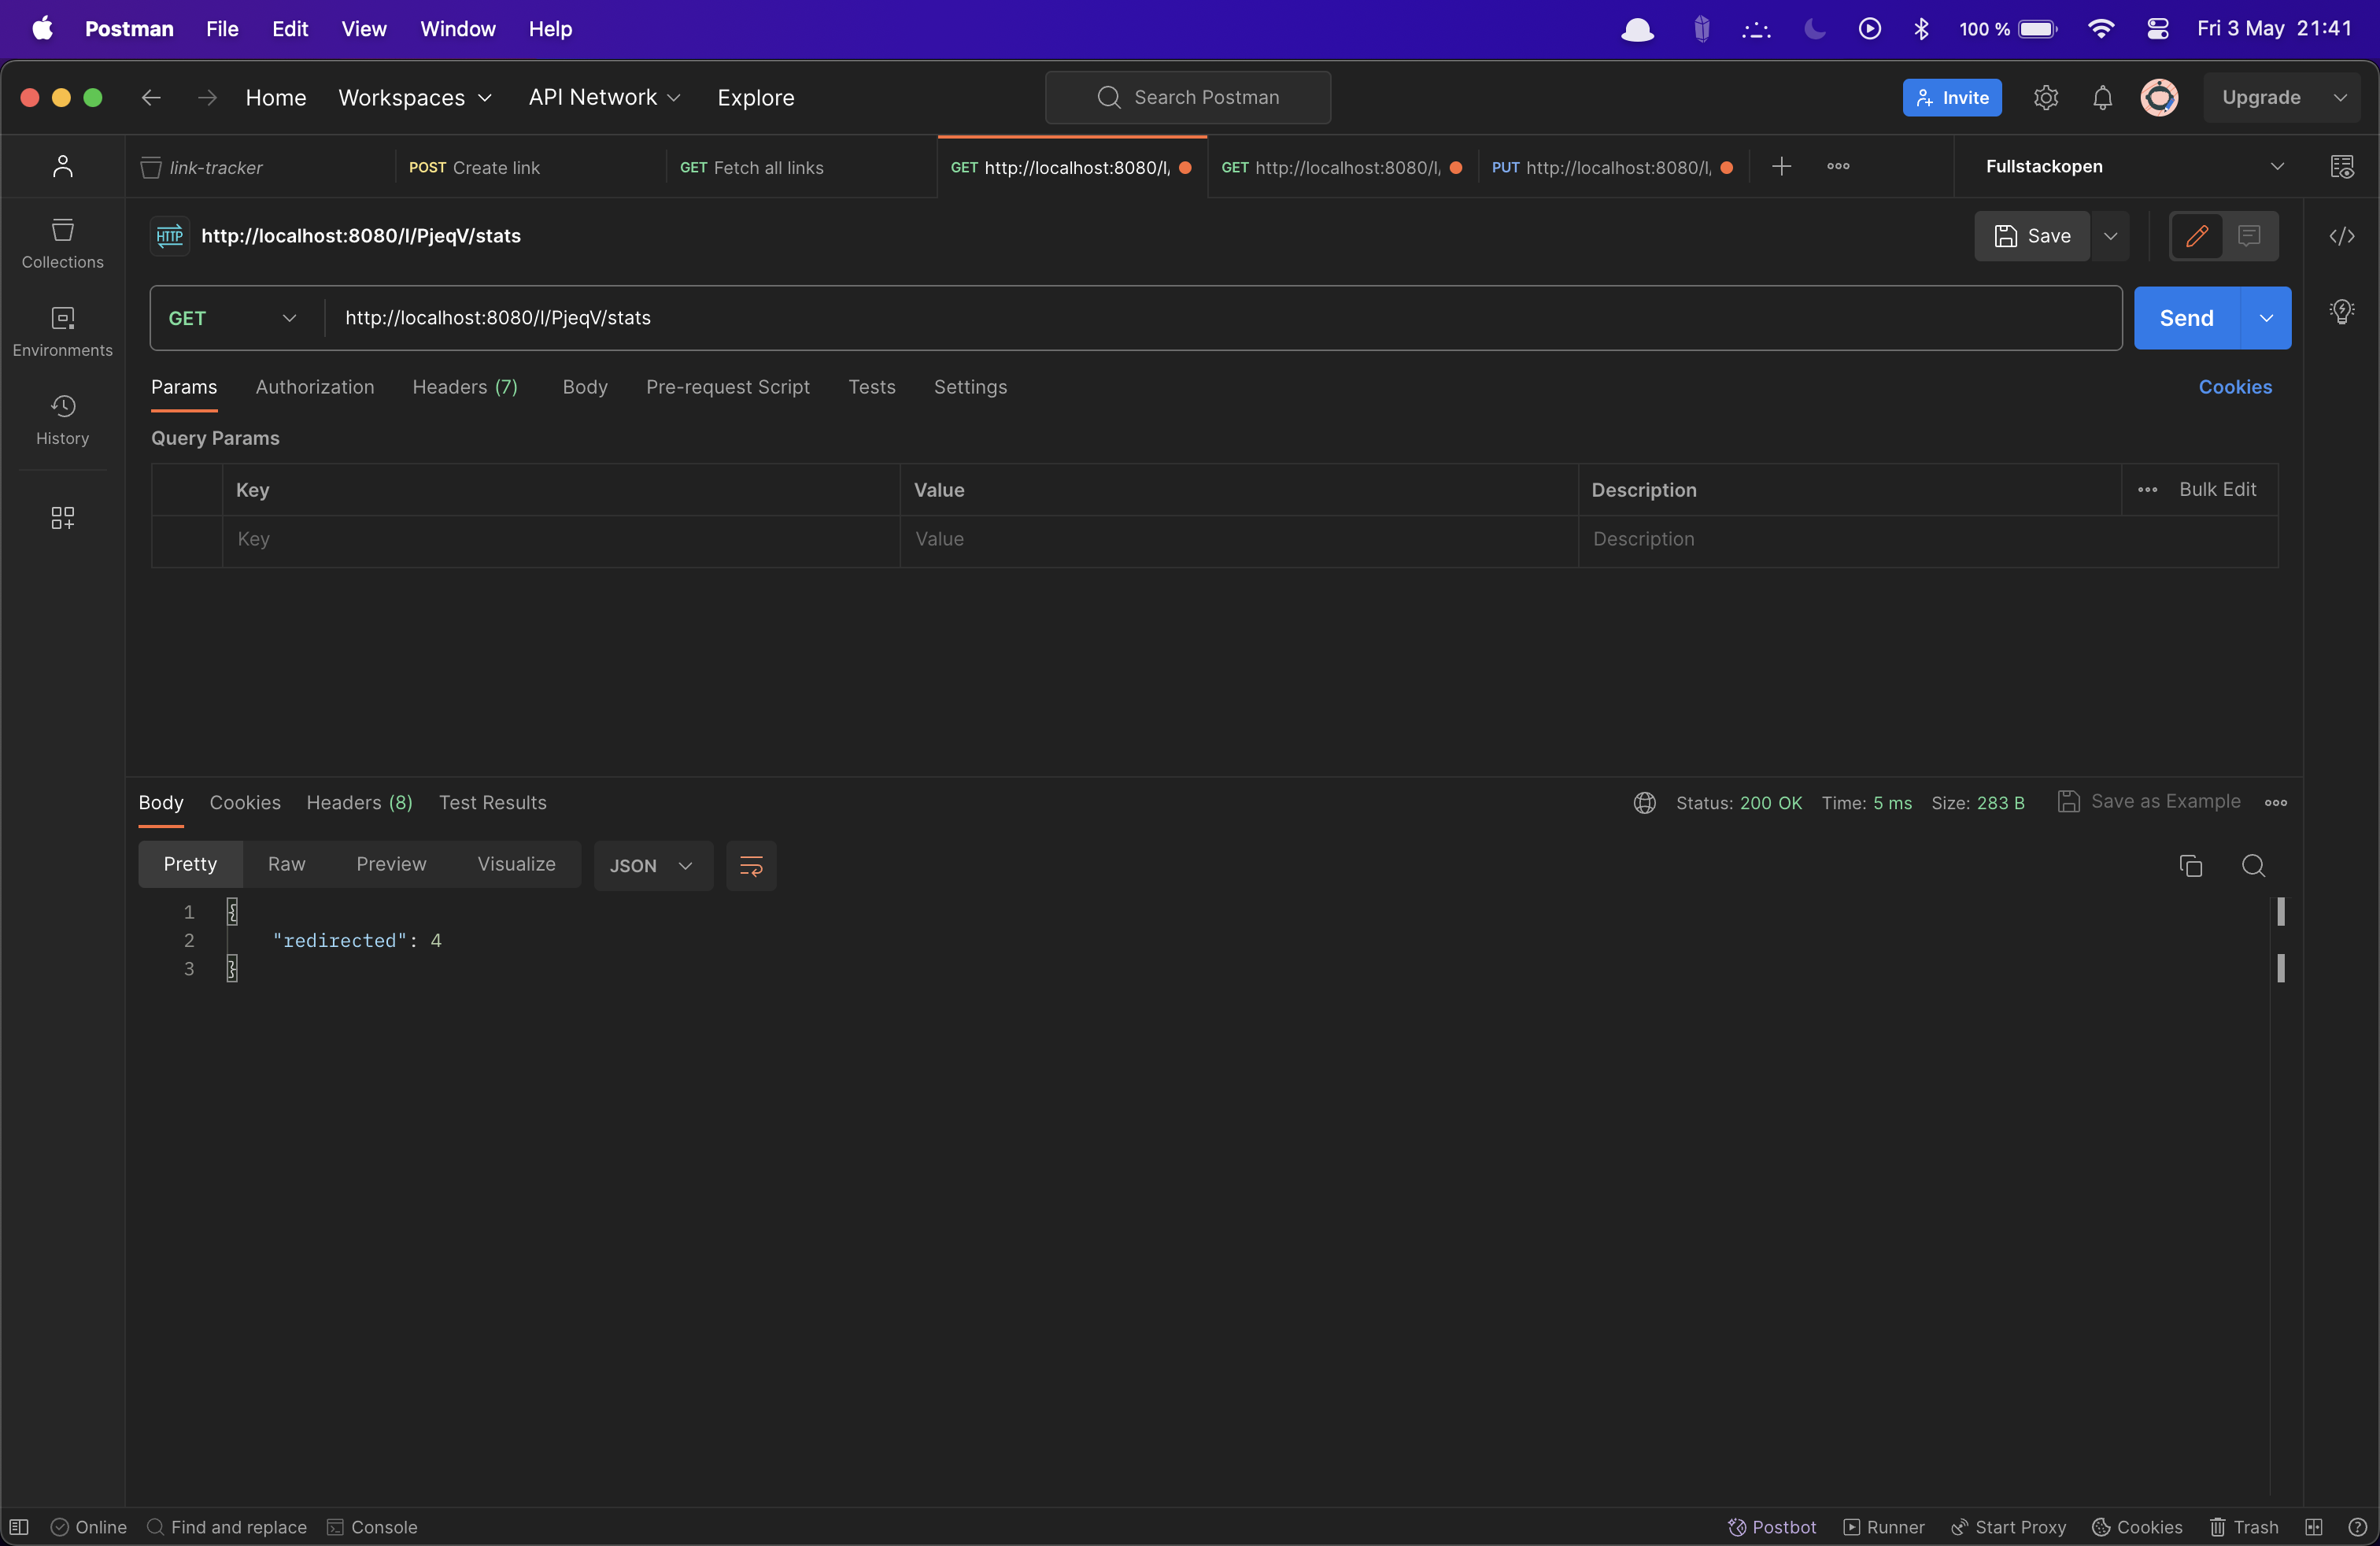 Postman File Edit View Window Help 100 % Fri 3 May 21:41
Home Workspaces API Network Explore Search Postman Invite Upgrade
link-tracker POST Create link GET Fetch all links GET http://localhost:8080/l, GET http://localhost:8080/l, PUT http://localhost:8080/l, Fullstackopen
HTTP http://localhost:8080/l/PjeqV/stats Save
Collections
GET http://localhost:8080/l/PjeqV/stats Send
Environments
Params Authorization Headers (7) Body Pre-request Script Tests Settings Cookies
History
Query Params
Key Value Description Bulk Edit
Key Value Description
Body Cookies Headers (8) Test Results Status: 200 OK Time: 5 ms Size: 283 B Save as Example
Pretty Raw Preview Visualize JSON
1 {
2 "redirected": 4
3 }
Online Find and replace Console Postbot Runner Start Proxy Cookies Trash